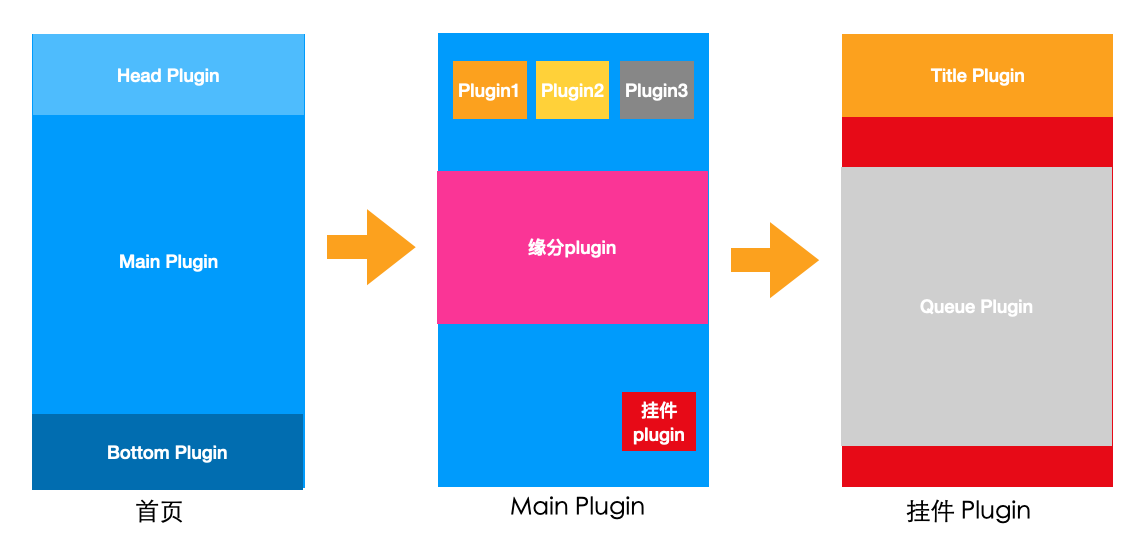 Head Plugin
Main Plugin
Bottom Plugin
首页
Plugin1 Plugin2 Plugin3
缘分plugin
挂件
plugin
Main Plugin
Title Plugin
Queue Plugin
挂件 Plugin